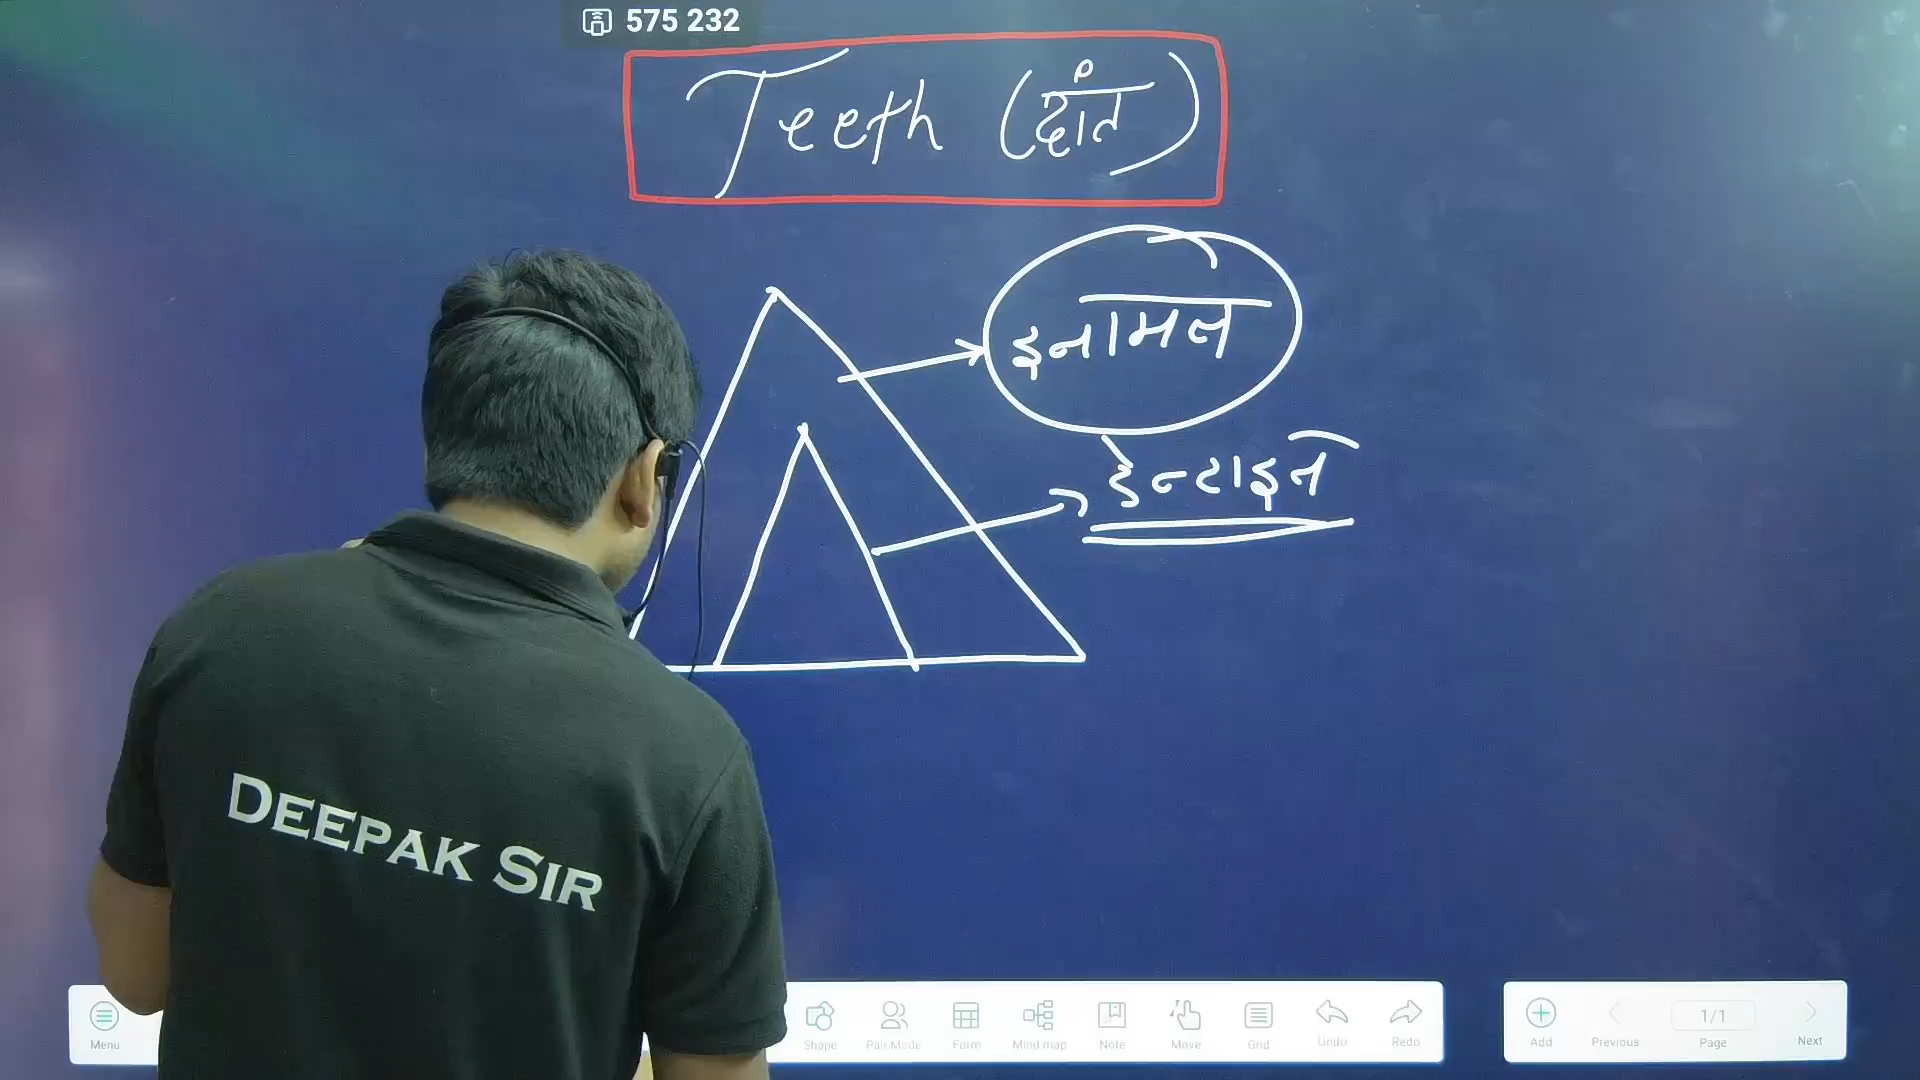 575 232
Teeth (दांत)
इनामल
डेन्टाइन
DEEPAK SIR
Menu
Shape
Pair Mode
Form
Mind map
Note
Move
Grid
Undo
Redo
Add
Previous
1/1
Page
Next